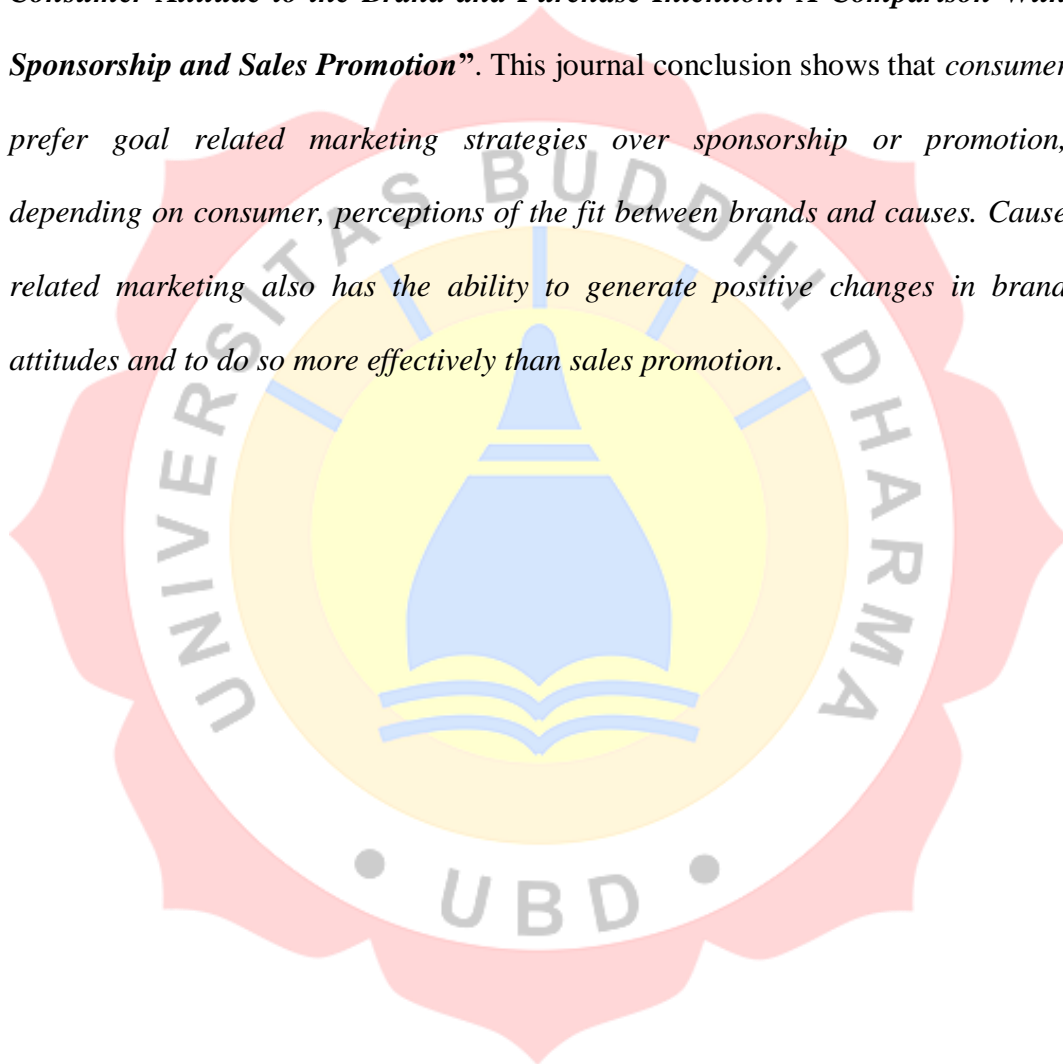 Consumer Attitude to the Brand and Purchase Intention: A Comparison With
Sponsorship and Sales Promotion”. This journal conclusion shows that consumer
prefer goal related marketing strategies over sponsorship or promotion,
depending on consumer, perceptions of the fit between brands and causes. Cause
related marketing also has the ability to generate positive changes in brand
attitudes and to do so more effectively than sales promotion.
UNIVERSITAS BUDDHI DHARMA
• UBD •